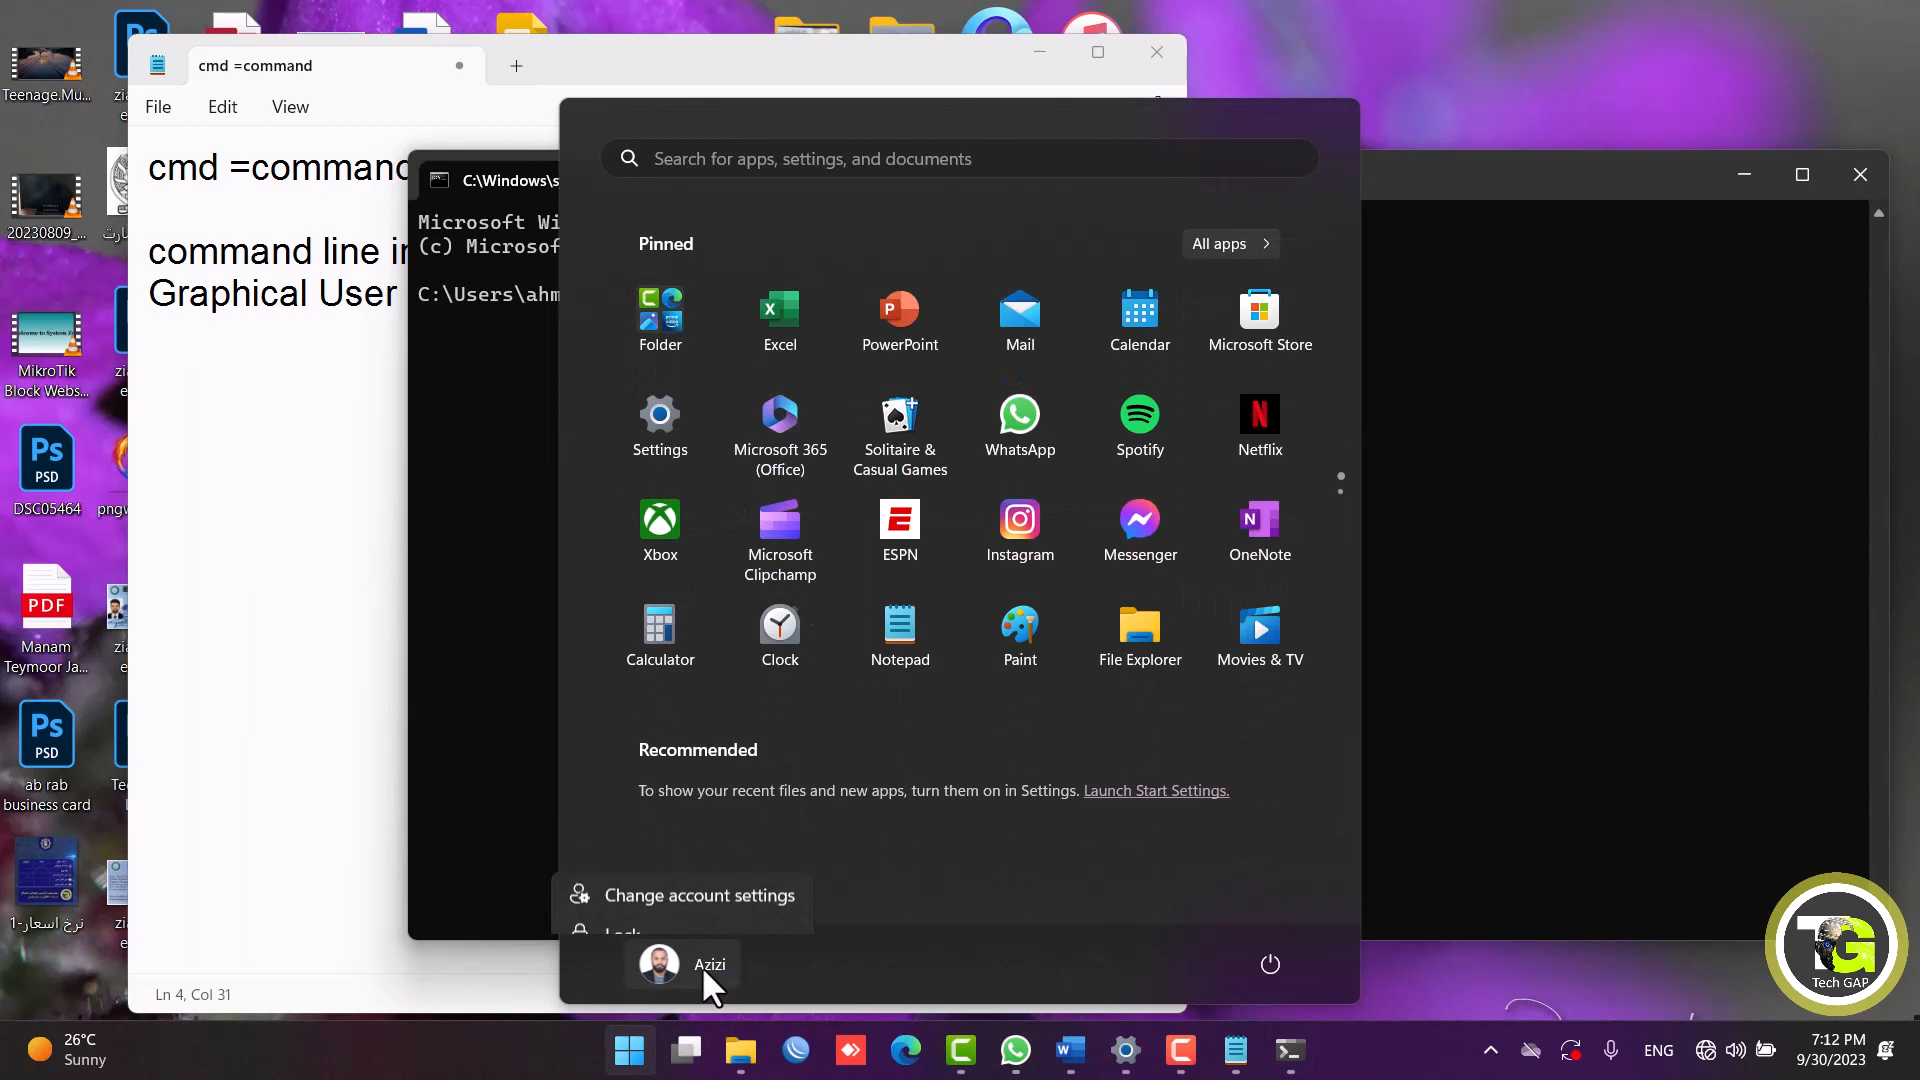 cmd =command
File Edit View
cmd =command
command line in
Graphical User
C:\Windows\s
Microsoft Wi
(c) Microsof
C:\Users\ahm
Search for apps, settings, and documents
Pinned
All apps
Folder
Excel
PowerPoint
Mail
Calendar
Microsoft Store
Settings
Microsoft 365
(Office)
Solitaire &
Casual Games
WhatsApp
Spotify
Netflix
Xbox
Microsoft
Clipchamp
ESPN
Instagram
Messenger
OneNote
Calculator
Clock
Notepad
Paint
File Explorer
Movies & TV
Recommended
To show your recent files and new apps, turn them on in Settings. Launch Start Settings.
Change account settings
Lock
Azizi
Ln 4, Col 31
Teenage.Mu...
20230809_...
MikroTik
Block Webs...
Ps
PSD
DSC05464
pngw
PDF
Manam
Teymoor Ja...
Ps
PSD
ab rab
business card
نرخ اسعار-1
TG
Tech GAP
26°C
Sunny
ENG
7:12 PM
9/30/2023